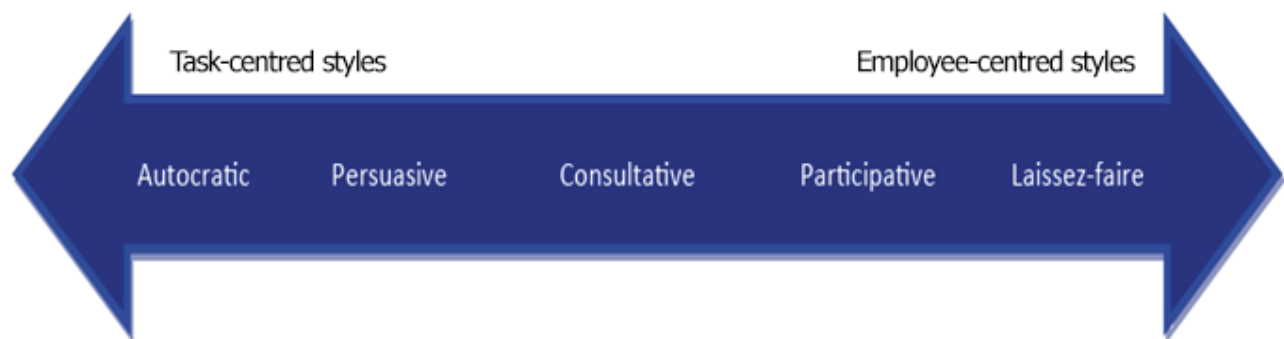 Task-centred styles Employee-centred styles
Autocratic Persuasive Consultative Participative Laissez-faire